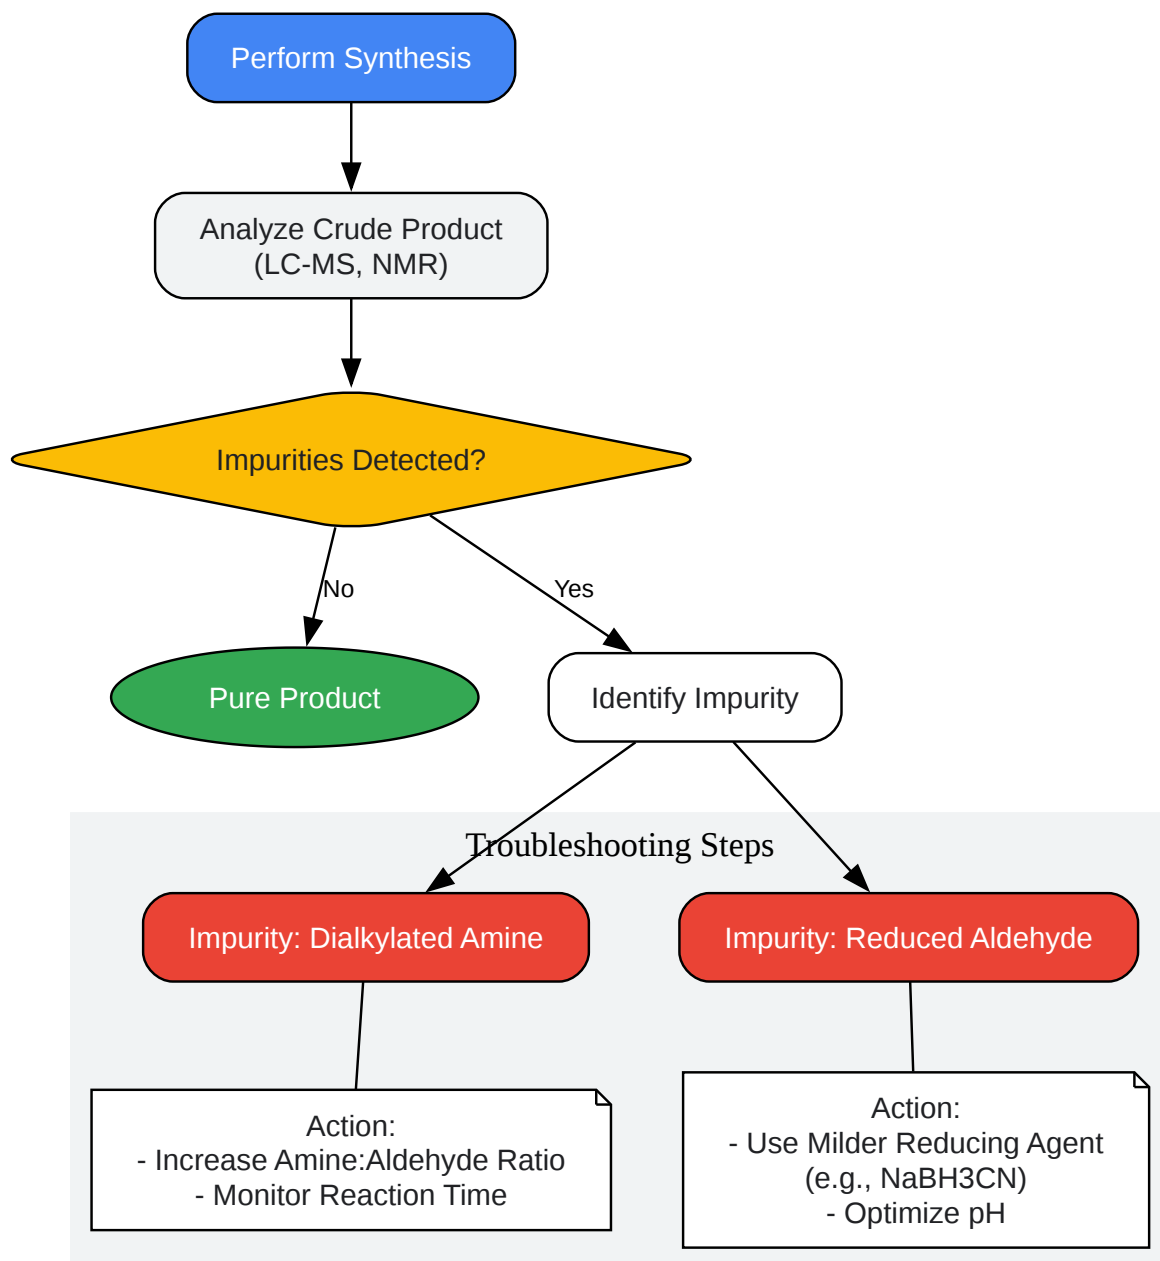 Perform Synthesis
Analyze Crude Product
(LC-MS, NMR)
Impurities Detected?
No
Yes
Pure Product
Identify Impurity
Troubleshooting Steps
Impurity: Dialkylated Amine
Impurity: Reduced Aldehyde
Action:
- Increase Amine:Aldehyde Ratio
- Monitor Reaction Time
Action:
- Use Milder Reducing Agent
(e.g., NaBH3CN)
- Optimize pH